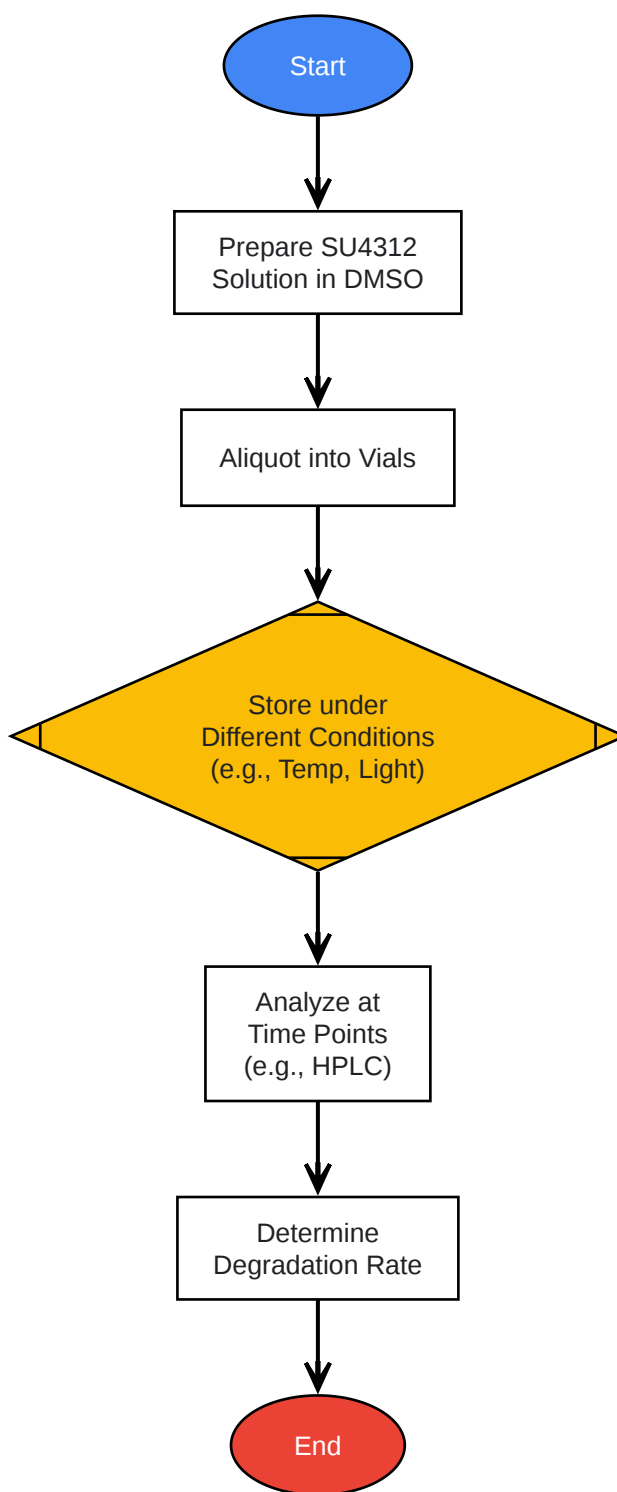 Start
Prepare SU4312
Solution in DMSO
Aliquot into Vials
Store under
Different Conditions
(e.g., Temp, Light)
Analyze at
Time Points
(e.g., HPLC)
Determine
Degradation Rate
End